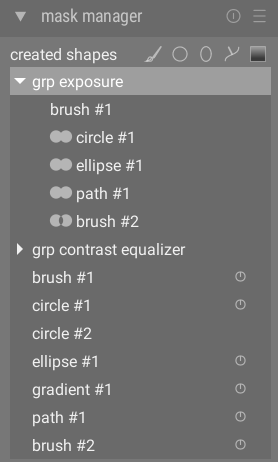 mask manager
created shapes
grp exposure
brush #1
circle #1
ellipse #1
path #1
brush #2
grp contrast equalizer
brush #1
circle #1
circle #2
ellipse #1
gradient #1
path #1
brush #2